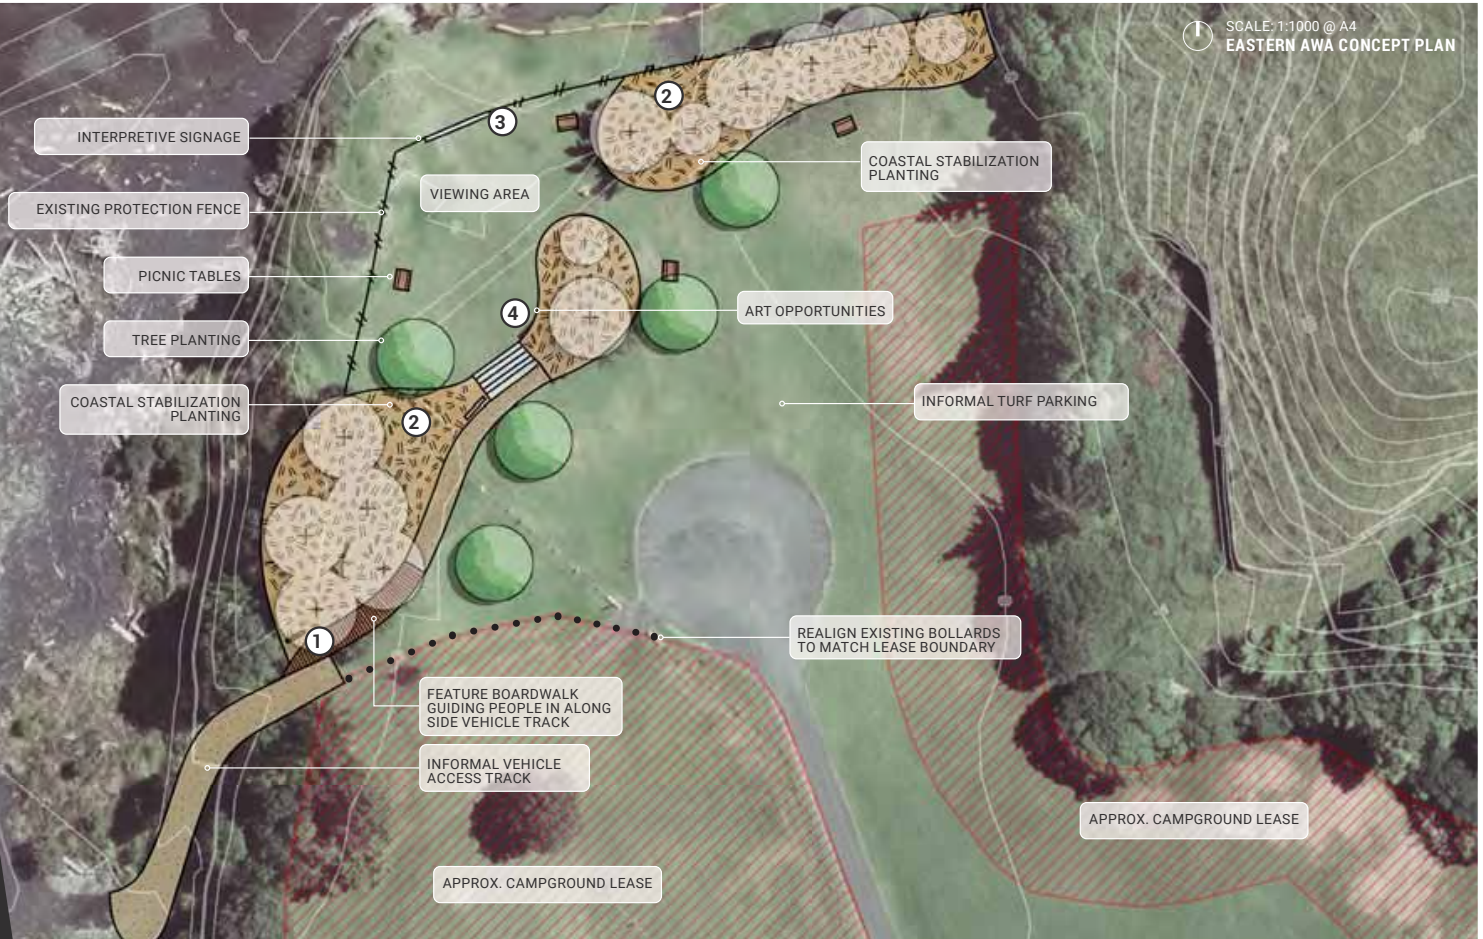 SCALE: 1:1000 @ A4
EASTERN AWA CONCEPT PLAN
INTERPRETIVE SIGNAGE
EXISTING PROTECTION FENCE
PICNIC TABLES
TREE PLANTING
COASTAL STABILIZATION
PLANTING
VIEWING AREA
3
2
COASTAL STABILIZATION
PLANTING
4
ART OPPORTUNITIES
2
INFORMAL TURF PARKING
1
REALIGN EXISTING BOLLARDS
TO MATCH LEASE BOUNDARY
FEATURE BOARDWALK
GUIDING PEOPLE IN ALONG
SIDE VEHICLE TRACK
INFORMAL VEHICLE
ACCESS TRACK
APPROX. CAMPGROUND LEASE
APPROX. CAMPGROUND LEASE